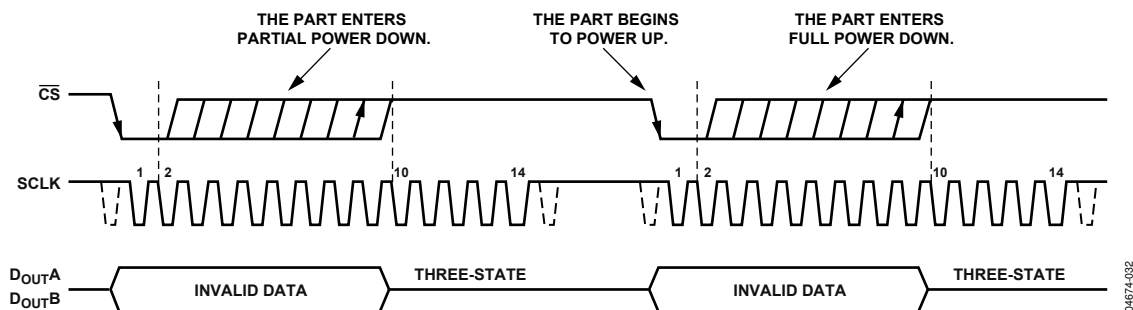 THE PART ENTERS
PARTIAL POWER DOWN.
THE PART BEGINS
TO POWER UP.
THE PART ENTERS
FULL POWER DOWN.
CS
SCLK
1 2 10 14 1 2 10 14
DOUTA
DOUTB
INVALID DATA THREE-STATE INVALID DATA THREE-STATE
04674-032